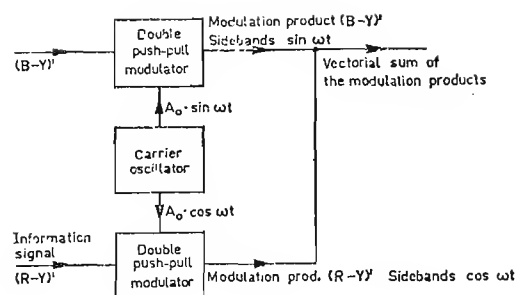 Double
push-pull
modulator
(B-Y)'
Modulation product (B-Y)'
Sidebands sin ωt
Vectorial sum of
the modulation products
A₀·sin ωt
Carrier
oscillator
A₀·cos ωt
Information
signal
(R-Y)'
Double
push-pull
modulator
Modulation prod. (R-Y)' Sidebands cos ωt